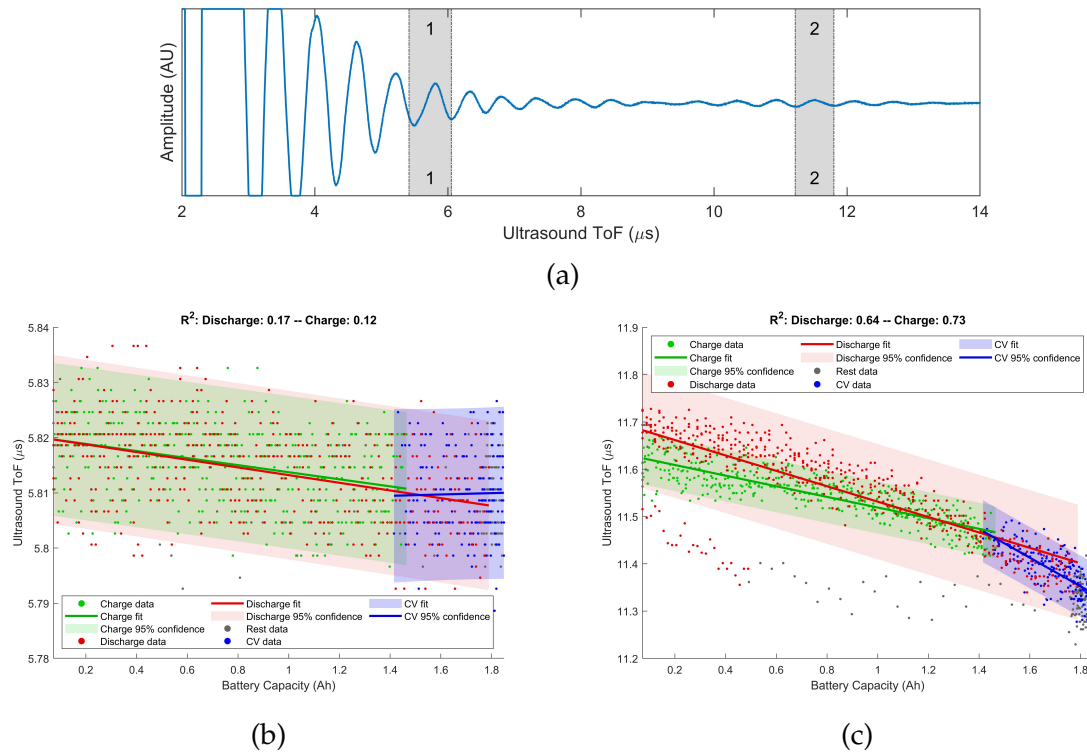 1 2
Amplitude (AU)
1 2
2 4 6 8 10 12 14
Ultrasound ToF (μs)
(a)
R²: Discharge: 0.17 -- Charge: 0.12
5.84
5.83
5.82
5.81
5.8
5.79
5.78
Ultrasound ToF (μs)
Charge data
Charge fit
Charge 95% confidence
Discharge data
Discharge fit
Discharge 95% confidence
Rest data
CV data
CV fit
CV 95% confidence
0.2 0.4 0.6 0.8 1 1.2 1.4 1.6 1.8
Battery Capacity (Ah)
(b)
R²: Discharge: 0.64 -- Charge: 0.73
11.9
11.8
11.7
11.6
11.5
11.4
11.3
11.2
Ultrasound ToF (μs)
Charge data
Charge fit
Charge 95% confidence
Discharge data
Discharge fit
Discharge 95% confidence
Rest data
CV data
CV fit
CV 95% confidence
0.2 0.4 0.6 0.8 1 1.2 1.4 1.6 1.8
Battery Capacity (Ah)
(c)